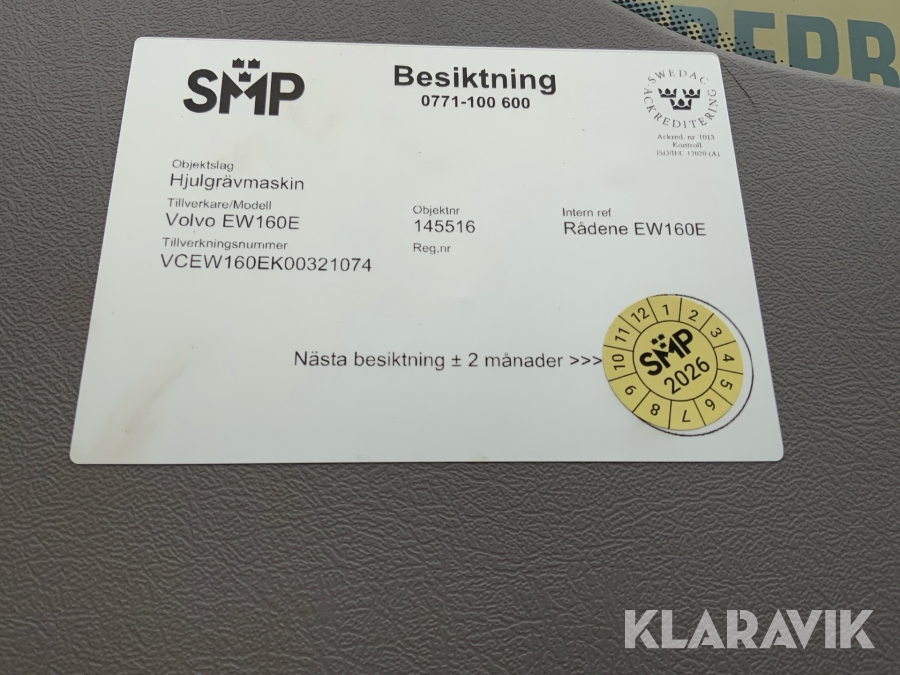 DERBR
SMP
Besiktning
0771-100 600
SWEDAC ACKREDITERING
Ackred. nr. 1013
Kontroll
ISO/IEC 17020 (A)
Objektslag
Hjulgrävmaskin
Tillverkare/Modell
Volvo EW160E
Objektnr
145516
Intern ref
Rådene EW160E
Tillverkningsnummer
VCEW160EK00321074
Reg.nr
Nästa besiktning ± 2 månader >>>
1 2 3 4 5 6 7 8 9 10 11 12
SMP
2026
KLARAVIK